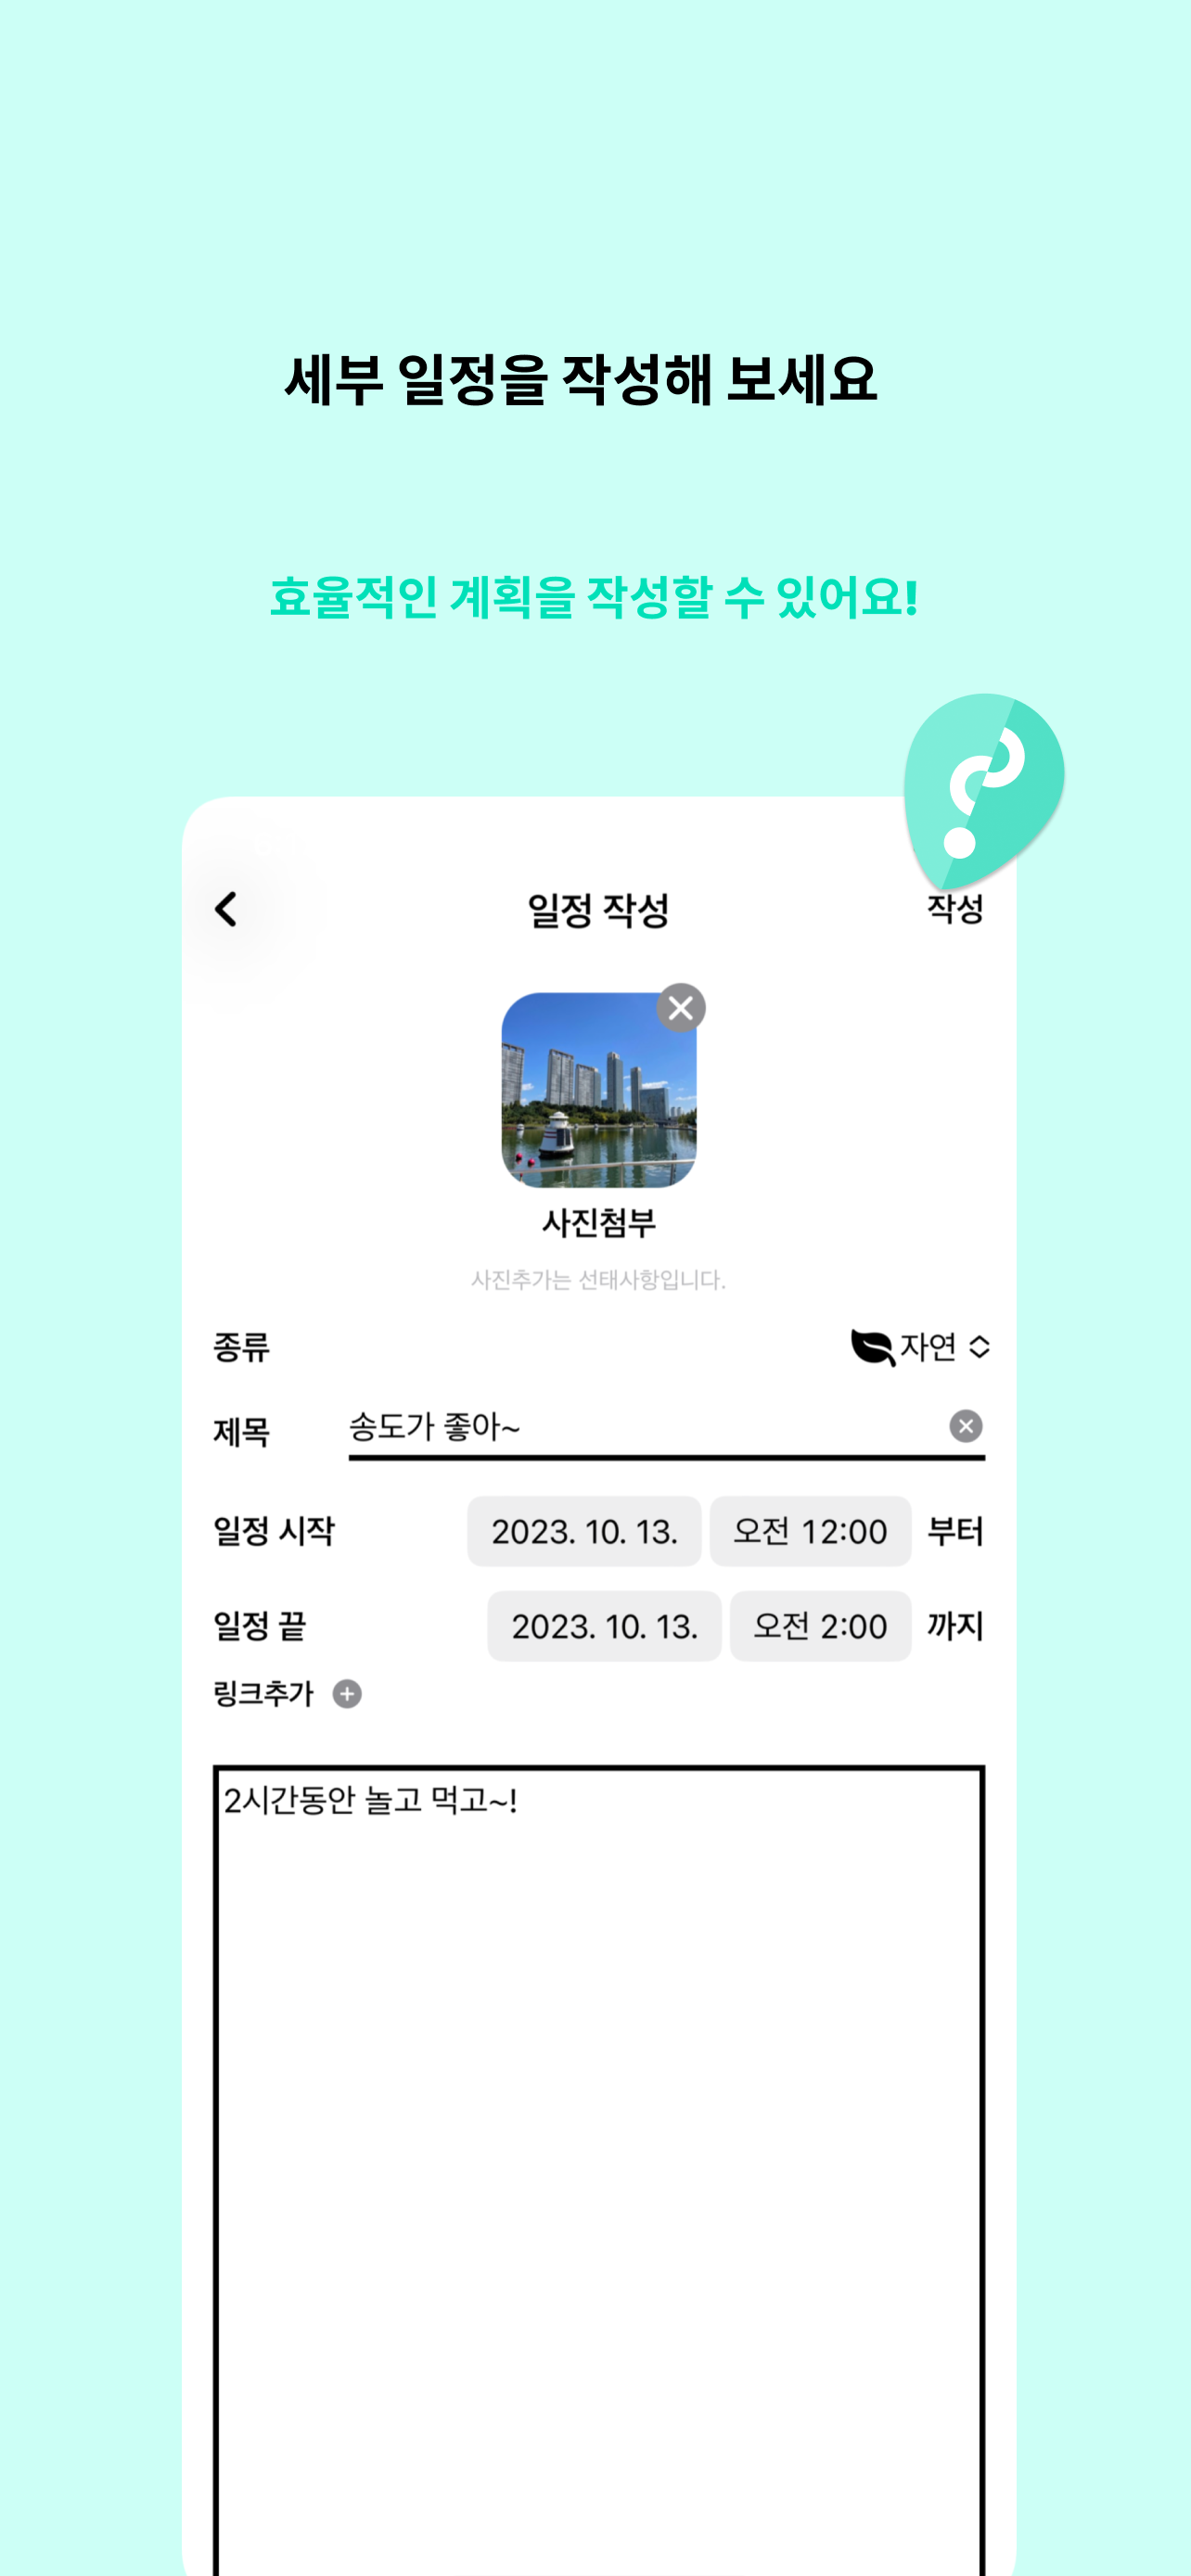 세부 일정을 작성해 보세요
효율적인 계획을 작성할 수 있어요!
일정 작성
작성
사진첨부
사진추가는 선태사항입니다.
종류 자연
제목 송도가 좋아~
일정 시작 2023. 10. 13. 오전 12:00 부터
일정 끝 2023. 10. 13. 오전 2:00 까지
링크추가
2시간동안 놀고 먹고~!